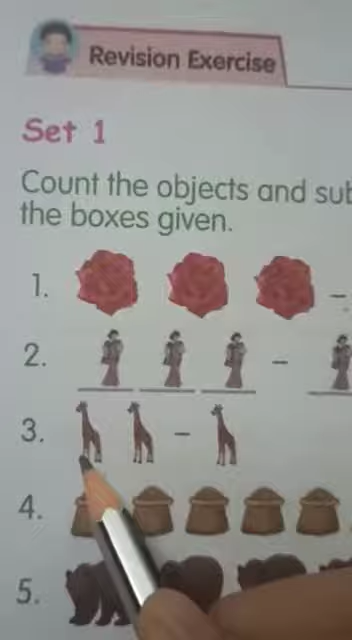 Revision Exercise
Set 1
Count the objects and sub
the boxes given.
1. –
2. –
3. –
4.
5.